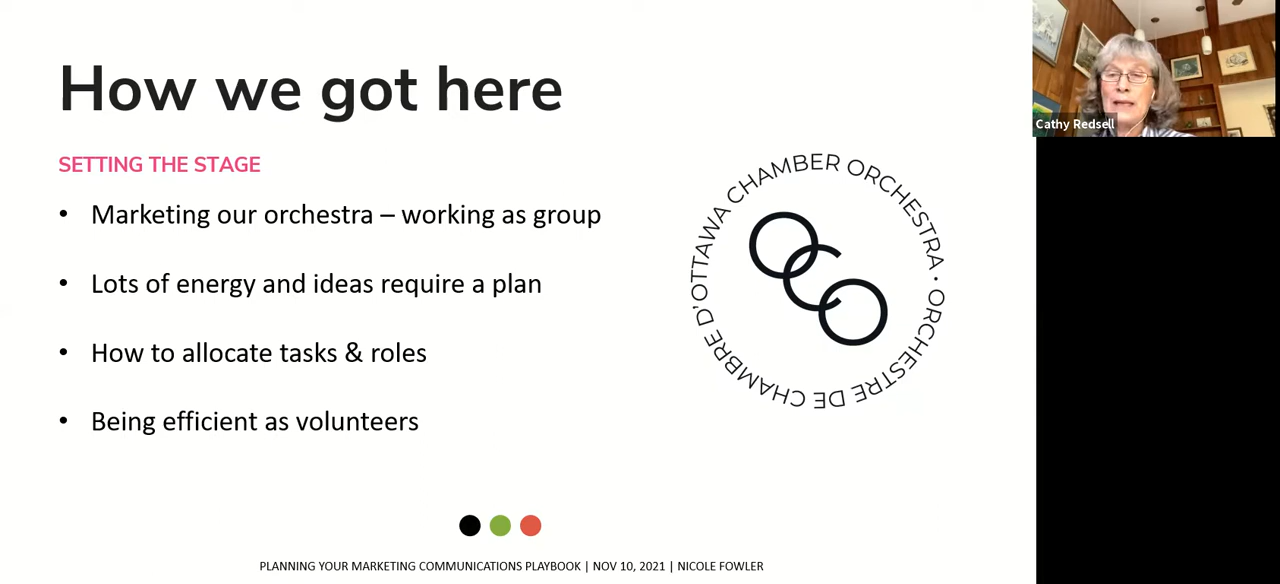 How we got here
SETTING THE STAGE
• Marketing our orchestra – working as group
• Lots of energy and ideas require a plan
• How to allocate tasks & roles
• Being efficient as volunteers
D'OTTAWA CHAMBER ORCHESTRA • ORCHESTRE DE CHAMBRE
OCO
PLANNING YOUR MARKETING COMMUNICATIONS PLAYBOOK | NOV 10, 2021 | NICOLE FOWLER
Cathy Redsell